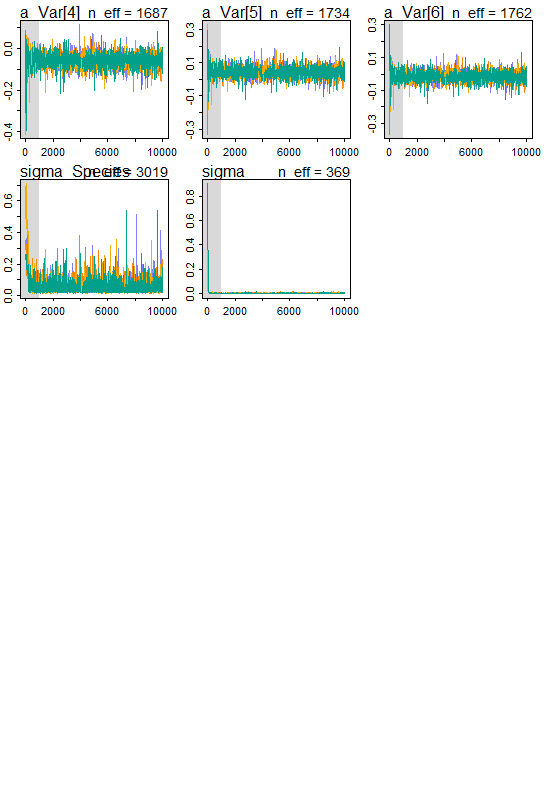 a_Var[4] n_eff = 1687
a_Var[5] n_eff = 1734
a_Var[6] n_eff = 1762
0.0
-0.2
-0.4
0.3
0.1
-0.1
-0.3
0.3
0.1
-0.1
-0.3
0 2000 6000 10000
0 2000 6000 10000
0 2000 6000 10000
sigma_Species n_eff = 3019
sigma n_eff = 369
0.6
0.4
0.2
0.0
0.8
0.6
0.4
0.2
0.0
0 2000 6000 10000
0 2000 6000 10000